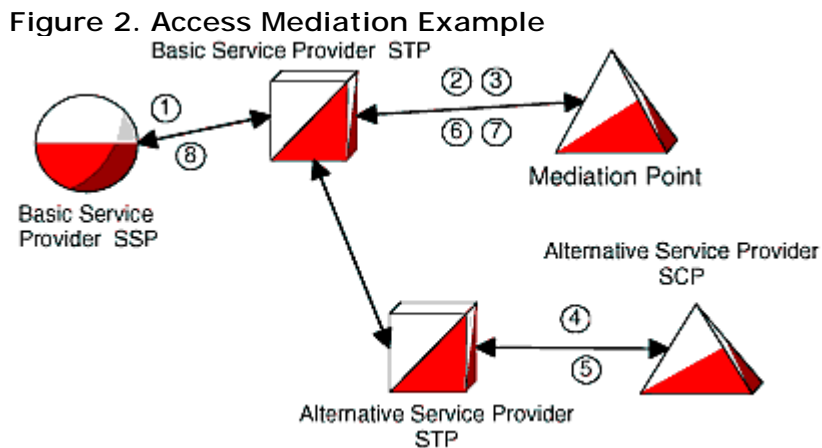 Figure 2. Access Mediation Example
Basic Service Provider STP
① 
② ③
⑧
⑥ ⑦
Mediation Point
Basic Service
Provider SSP
Alternative Service Provider
SCP
④
⑤
Alternative Service Provider
STP